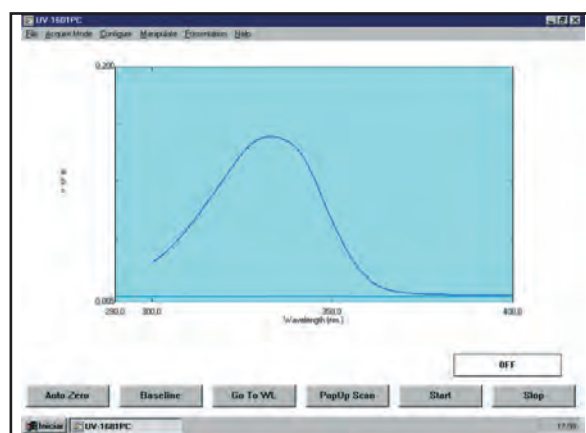 UV-1601PC
File Acquire Mode Configure Manipulate Presentation Help
0,200
0,005
290,0 300,0 350,0 400,0
Wavelength (nm.)
OFF
Auto Zero Baseline Go To WL PopUp Scan Start Stop
Iniciar UV-1601PC